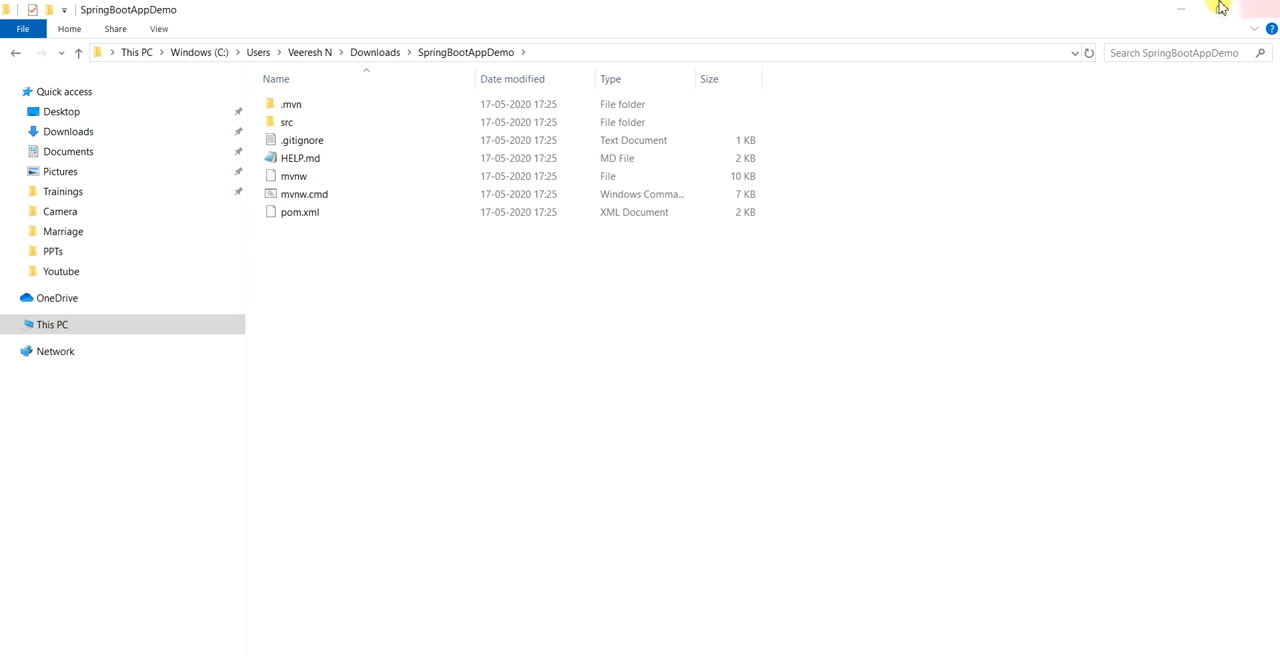 SpringBootAppDemo
File Home Share View
This PC Windows (C:) Users Veeresh N Downloads SpringBootAppDemo Search SpringBootAppDemo
Name Date modified Type Size
Quick access
Desktop
Downloads
Documents
Pictures
Trainings
Camera
Marriage
PPTs
Youtube
OneDrive
This PC
Network
.mvn 17-05-2020 17:25 File folder
src 17-05-2020 17:25 File folder
.gitignore 17-05-2020 17:25 Text Document 1 KB
HELP.md 17-05-2020 17:25 MD File 2 KB
mvnw 17-05-2020 17:25 File 10 KB
mvnw.cmd 17-05-2020 17:25 Windows Comma... 7 KB
pom.xml 17-05-2020 17:25 XML Document 2 KB